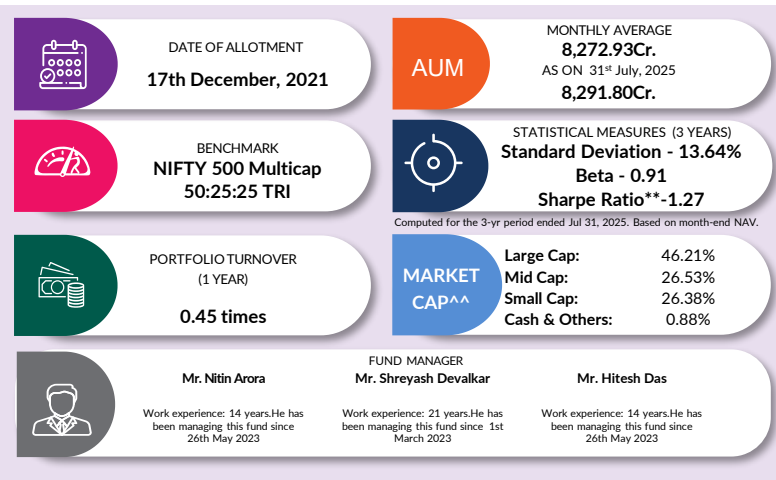 DATE OF ALLOTMENT
17th December, 2021
AUM
MONTHLY AVERAGE
8,272.93Cr.
AS ON 31st July, 2025
8,291.80Cr.
BENCHMARK
NIFTY 500 Multicap
50:25:25 TRI
STATISTICAL MEASURES (3 YEARS)
Standard Deviation - 13.64%
Beta - 0.91
Sharpe Ratio**-1.27
Computed for the 3-yr period ended Jul 31, 2025. Based on month-end NAV.
PORTFOLIO TURNOVER
(1 YEAR)
0.45 times
MARKET
CAP^^
Large Cap: 46.21%
Mid Cap: 26.53%
Small Cap: 26.38%
Cash & Others: 0.88%
FUND MANAGER
Mr. Nitin Arora
Work experience: 14 years.He has
been managing this fund since
26th May 2023
Mr. Shreyash Devalkar
Work experience: 21 years.He has
been managing this fund since 1st
March 2023
Mr. Hitesh Das
Work experience: 14 years.He has
been managing this fund since
26th May 2023